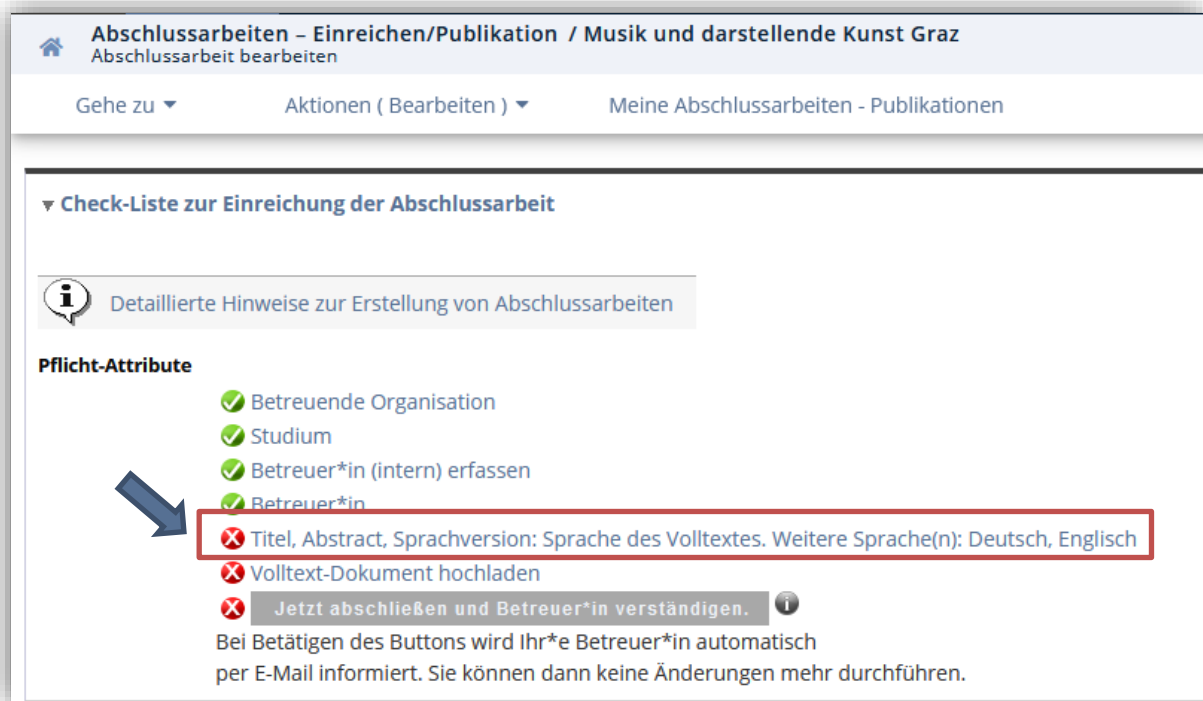 Abschlussarbeiten – Einreichen/Publikation / Musik und darstellende Kunst Graz
Abschlussarbeit bearbeiten
Gehe zu Aktionen ( Bearbeiten ) Meine Abschlussarbeiten - Publikationen
Check-Liste zur Einreichung der Abschlussarbeit
Detaillierte Hinweise zur Erstellung von Abschlussarbeiten
Pflicht-Attribute
Betreuende Organisation
Studium
Betreuer*in (intern) erfassen
Betreuer*in
Titel, Abstract, Sprachversion: Sprache des Volltextes. Weitere Sprache(n): Deutsch, Englisch
Volltext-Dokument hochladen
Jetzt abschließen und Betreuer*in verständigen.
Bei Betätigen des Buttons wird Ihr*e Betreuer*in automatisch
per E-Mail informiert. Sie können dann keine Änderungen mehr durchführen.